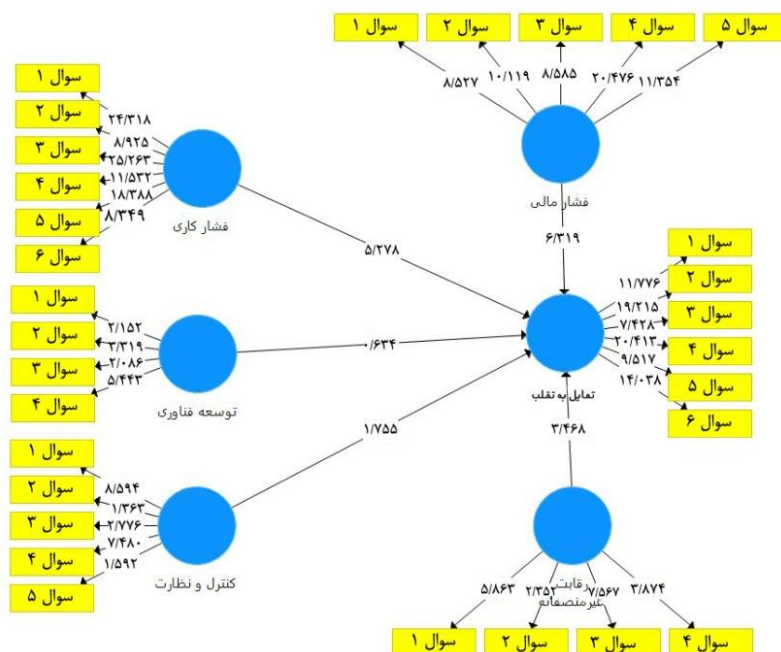 سوال ۱
سوال ۲
سوال ۳
سوال ۴
سوال ۵
۸/۵۲۷
۱۰/۱۱۹
۸/۵۸۵
۲۰/۴۷۶
۱۱/۳۵۴
فشار مالی
۶/۳۱۹
سوال ۱
سوال ۲
سوال ۳
سوال ۴
سوال ۵
سوال ۶
۲۴/۳۱۸
۸/۹۲۵
۲۵/۲۶۳
۱۱/۵۳۲
۱۸/۳۸۸
۸/۳۴۹
فشار کاری
۵/۲۷۸
سوال ۱
سوال ۲
سوال ۳
سوال ۴
سوال ۵
سوال ۶
۱۱/۷۷۶
۱۹/۲۱۵
۷/۴۲۸
۲۰/۴۱۳
۹/۵۱۷
۱۴/۰۳۸
تمایل به تقلب
سوال ۱
سوال ۲
سوال ۳
سوال ۴
۲/۱۵۲
۳/۳۱۹
۲/۰۸۶
۵/۴۴۳
توسعه فناوری
۰/۶۳۴
سوال ۱
سوال ۲
سوال ۳
سوال ۴
سوال ۵
۸/۵۹۴
۱/۳۶۳
۲/۷۷۶
۷/۴۸۰
۱/۵۹۲
کنترل و نظارت
۱/۷۵۵
۳/۴۶۸
رقابت
غیرمنصفانه
۵/۸۶۳
۲/۳۵۲
۷/۵۶۷
۳/۸۷۴
سوال ۱
سوال ۲
سوال ۳
سوال ۴